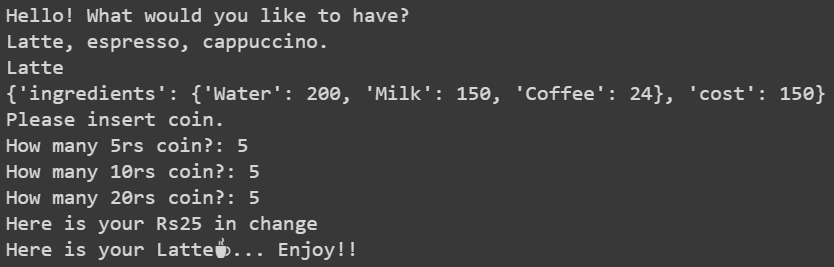 Hello! What would you like to have?
Latte, espresso, cappuccino.
Latte
{'ingredients': {'Water': 200, 'Milk': 150, 'Coffee': 24}, 'cost': 150}
Please insert coin.
How many 5rs coin?: 5
How many 10rs coin?: 5
How many 20rs coin?: 5
Here is your Rs25 in change
Here is your Latte☕... Enjoy!!